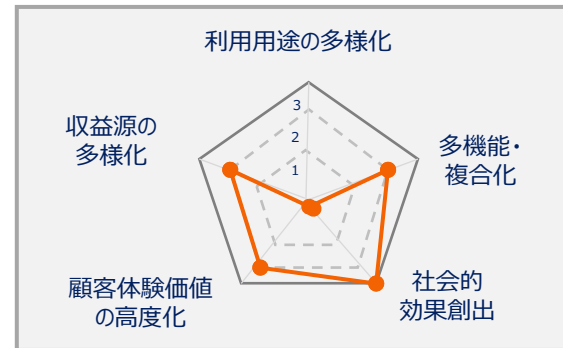 利用用途の多様化
3
2
1
収益源の
多様化
多機能・
複合化
顧客体験価値
の高度化
社会的
効果創出